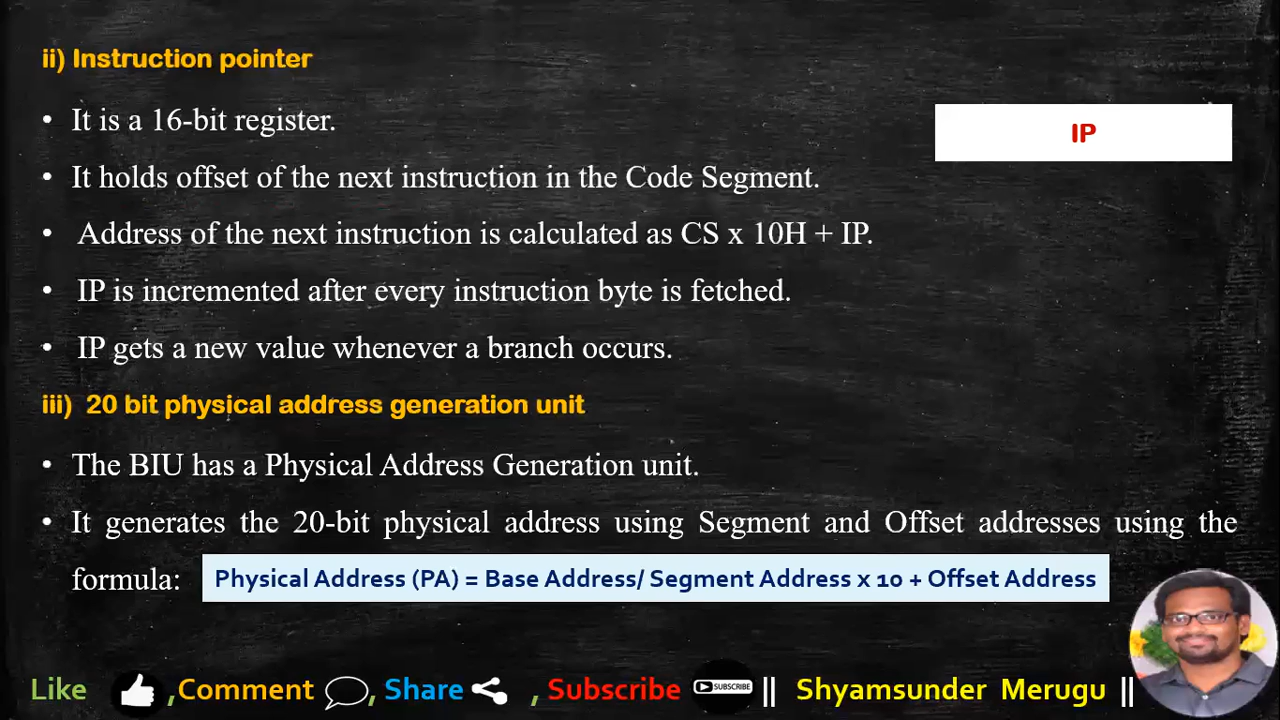 ii) Instruction pointer
• It is a 16-bit register.
IP
• It holds offset of the next instruction in the Code Segment.
• Address of the next instruction is calculated as CS x 10H + IP.
• IP is incremented after every instruction byte is fetched.
• IP gets a new value whenever a branch occurs.
iii) 20 bit physical address generation unit
• The BIU has a Physical Address Generation unit.
• It generates the 20-bit physical address using Segment and Offset addresses using the
formula: Physical Address (PA) = Base Address/ Segment Address x 10 + Offset Address
Like , Comment , Share , Subscribe SUBSCRIBE || Shyamsunder Merugu ||